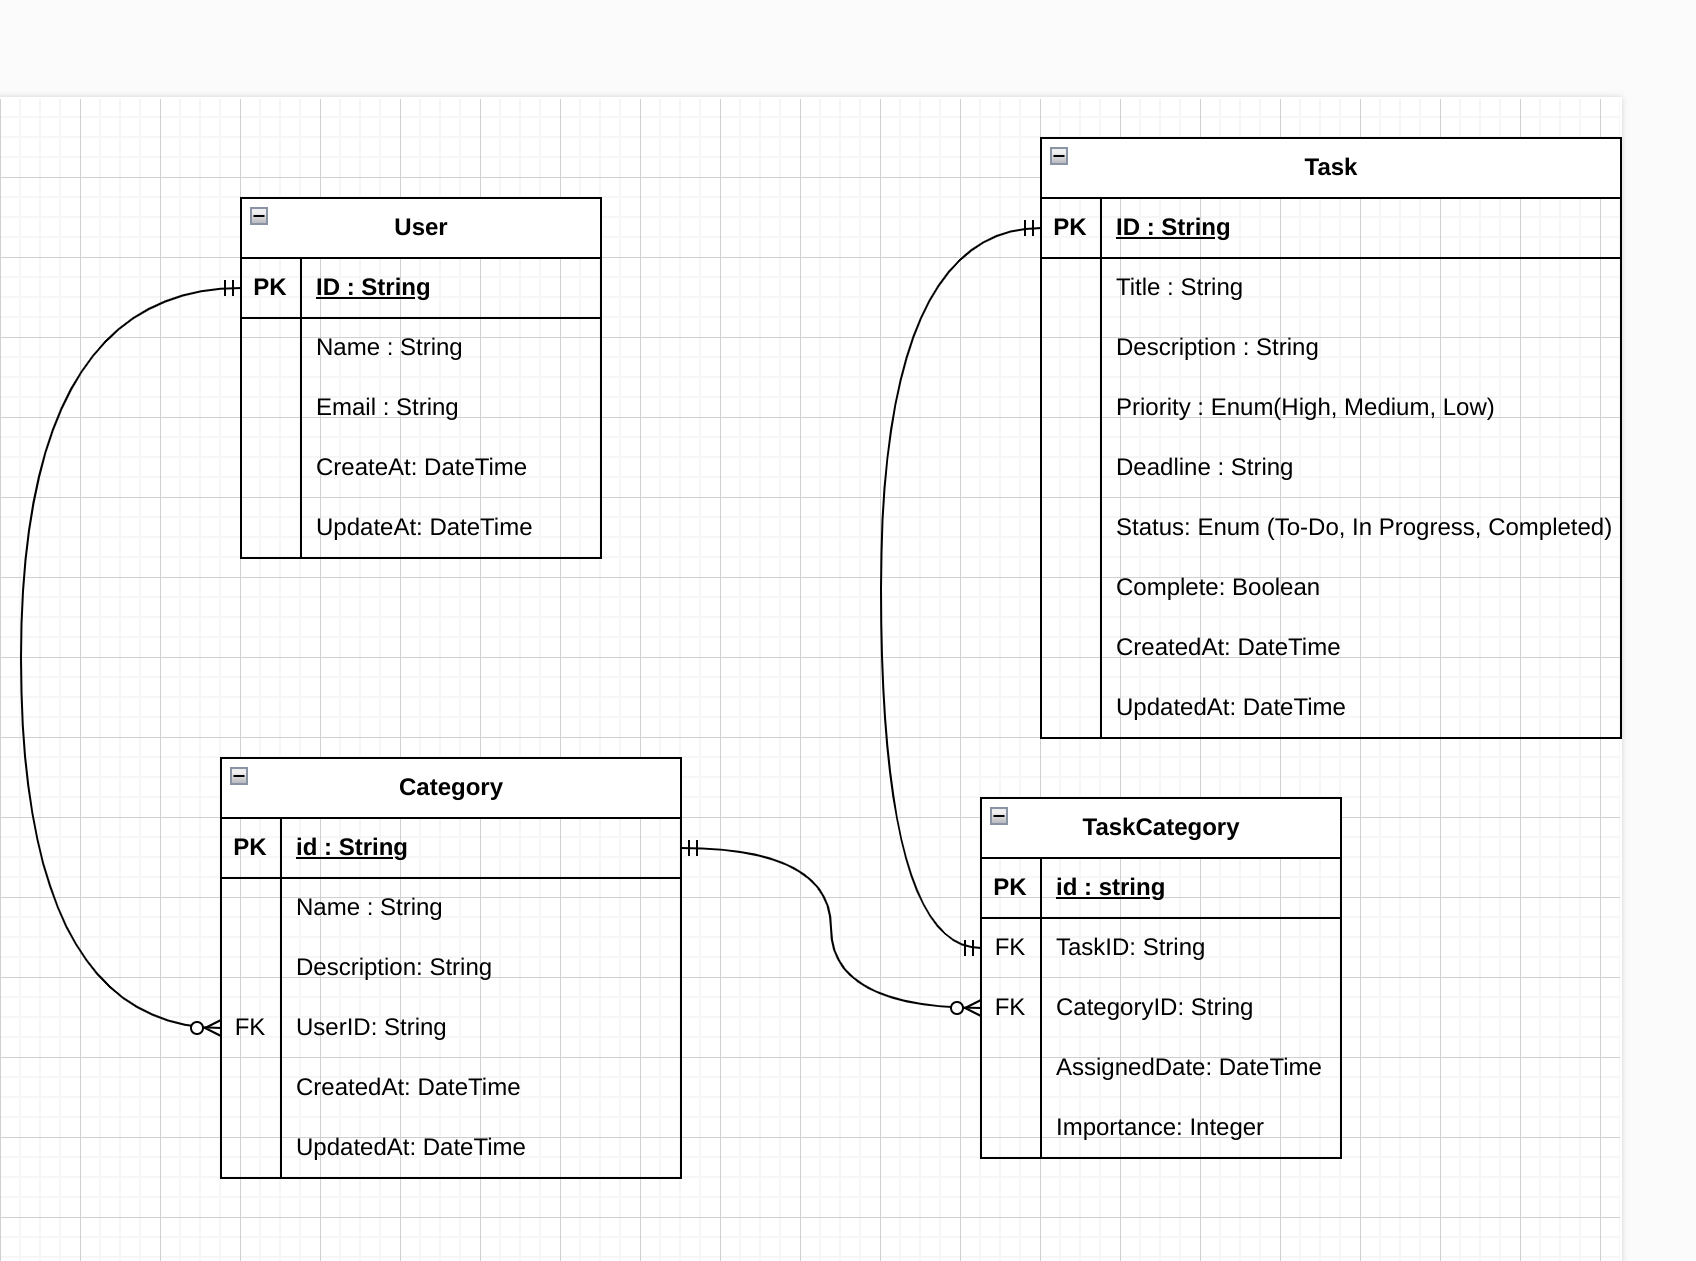 User
PK ID : String
Name : String
Email : String
CreateAt: DateTime
UpdateAt: DateTime
Task
PK ID : String
Title : String
Description : String
Priority : Enum(High, Medium, Low)
Deadline : String
Status: Enum (To-Do, In Progress, Completed)
Complete: Boolean
CreatedAt: DateTime
UpdatedAt: DateTime
Category
PK id : String
Name : String
Description: String
FK UserID: String
CreatedAt: DateTime
UpdatedAt: DateTime
TaskCategory
PK id : string
FK TaskID: String
FK CategoryID: String
AssignedDate: DateTime
Importance: Integer